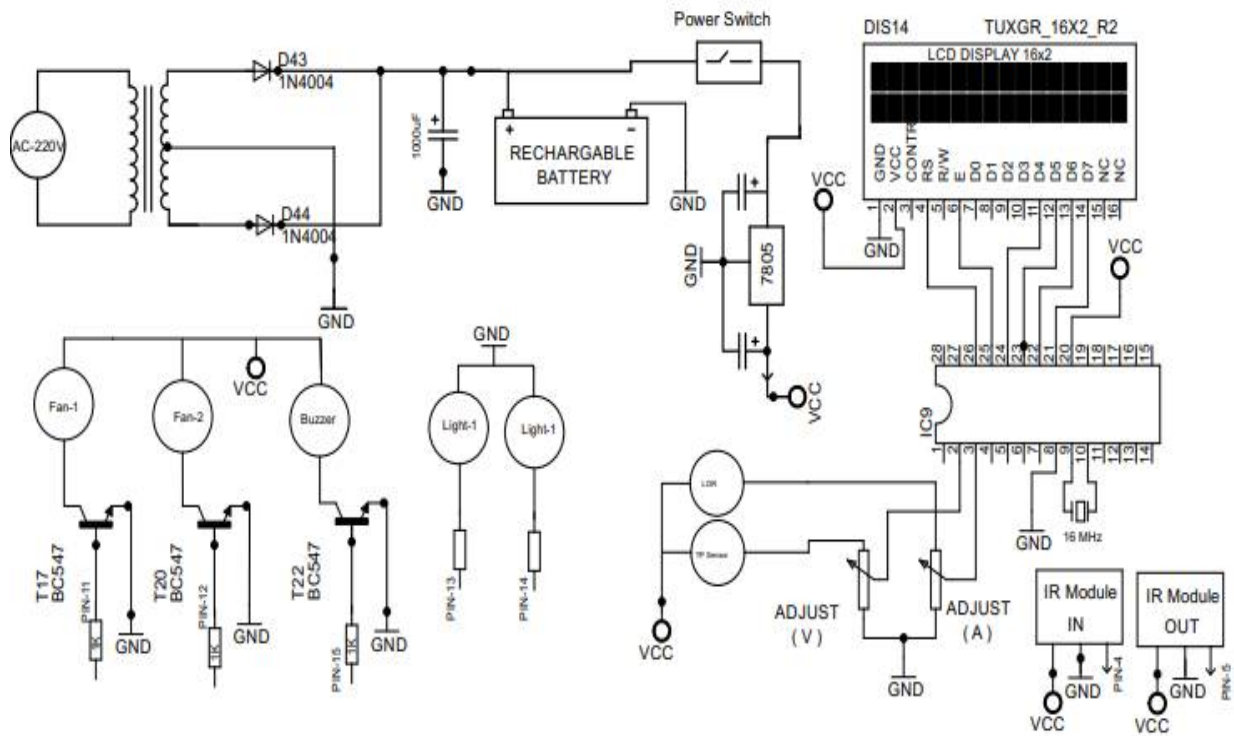 Power Switch
DIS14
TUXGR_16X2_R2
LCD DISPLAY 16x2
GND
VCC
CONTR
RS
R/W
E
D0
D1
D2
D3
D4
D5
D6
D7
NC
NC
1
2
3
4
5
6
7
8
9
10
11
12
13
14
15
16
VCC
GND
VCC
D43
1N4004
AC-220V
D44
1N4004
GND
1000uF
+
GND
+
−
RECHARGABLE
BATTERY
GND
+
GND
7805
+
VCC
28
27
26
25
24
23
22
21
20
19
18
17
16
15
IC9
1
2
3
4
5
6
7
8
9
10
11
12
13
14
GND
16 MHz
Fan-1
Fan-2
VCC
Buzzer
GND
Light-1
Light-1
T17
BC547
PIN-11
1K
GND
T20
BC547
PIN-12
1K
GND
T22
BC547
PIN-15
1K
GND
PIN-13
PIN-14
LDR
TP Sensor
VCC
ADJUST
( V )
ADJUST
( A )
GND
IR Module
IN
VCC
GND
PIN-4
IR Module
OUT
VCC
GND
PIN-5